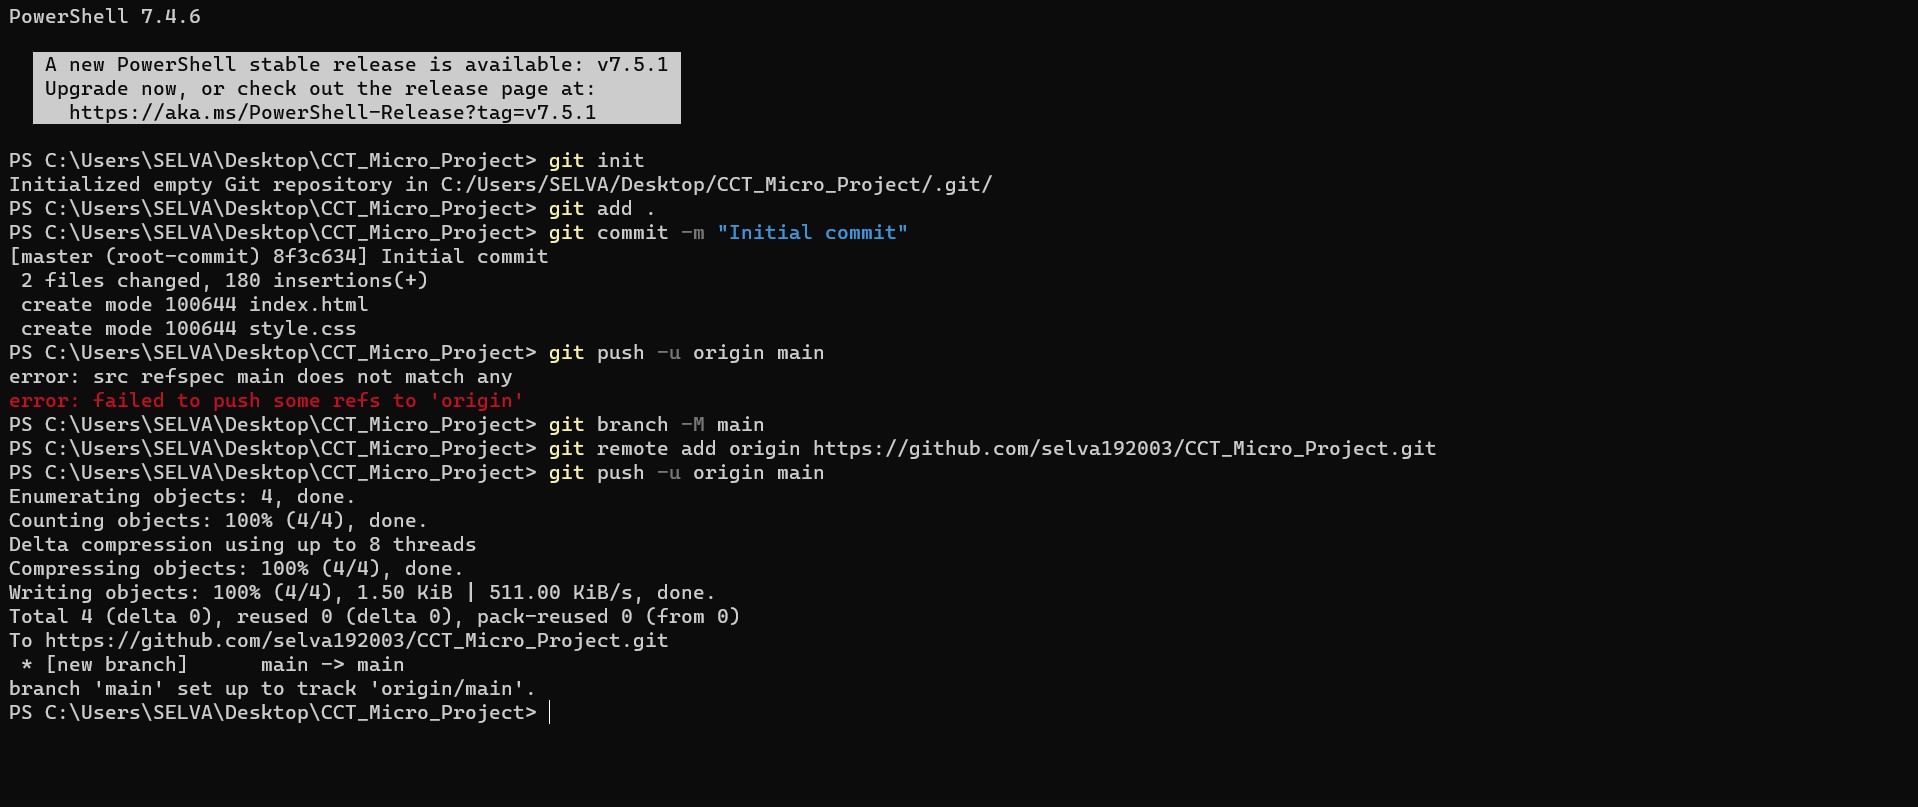 PowerShell 7.4.6
A new PowerShell stable release is available: v7.5.1
Upgrade now, or check out the release page at:
https://aka.ms/PowerShell-Release?tag=v7.5.1
PS C:\Users\SELVA\Desktop\CCT_Micro_Project> git init
Initialized empty Git repository in C:/Users/SELVA/Desktop/CCT_Micro_Project/.git/
PS C:\Users\SELVA\Desktop\CCT_Micro_Project> git add .
PS C:\Users\SELVA\Desktop\CCT_Micro_Project> git commit -m "Initial commit"
[master (root-commit) 8f3c634] Initial commit
 2 files changed, 180 insertions(+)
 create mode 100644 index.html
 create mode 100644 style.css
PS C:\Users\SELVA\Desktop\CCT_Micro_Project> git push -u origin main
error: src refspec main does not match any
error: failed to push some refs to 'origin'
PS C:\Users\SELVA\Desktop\CCT_Micro_Project> git branch -M main
PS C:\Users\SELVA\Desktop\CCT_Micro_Project> git remote add origin https://github.com/selva192003/CCT_Micro_Project.git
PS C:\Users\SELVA\Desktop\CCT_Micro_Project> git push -u origin main
Enumerating objects: 4, done.
Counting objects: 100% (4/4), done.
Delta compression using up to 8 threads
Compressing objects: 100% (4/4), done.
Writing objects: 100% (4/4), 1.50 KiB | 511.00 KiB/s, done.
Total 4 (delta 0), reused 0 (delta 0), pack-reused 0 (from 0)
To https://github.com/selva192003/CCT_Micro_Project.git
 * [new branch]      main -> main
branch 'main' set up to track 'origin/main'.
PS C:\Users\SELVA\Desktop\CCT_Micro_Project>